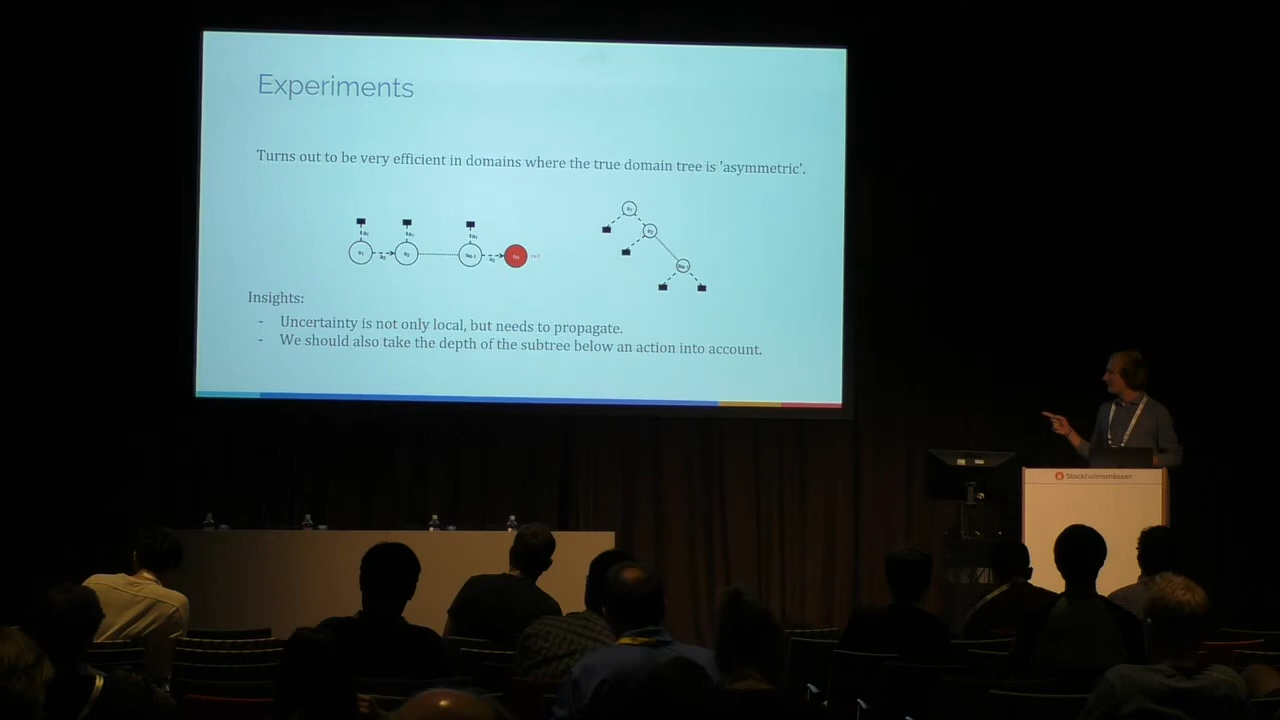 Experiments
Turns out to be very efficient in domains where the true domain tree is 'asymmetric'.
Insights:
- Uncertainty is not only local, but needs to propagate.
- We should also take the depth of the subtree below an action into account.
Stockholmsmässan